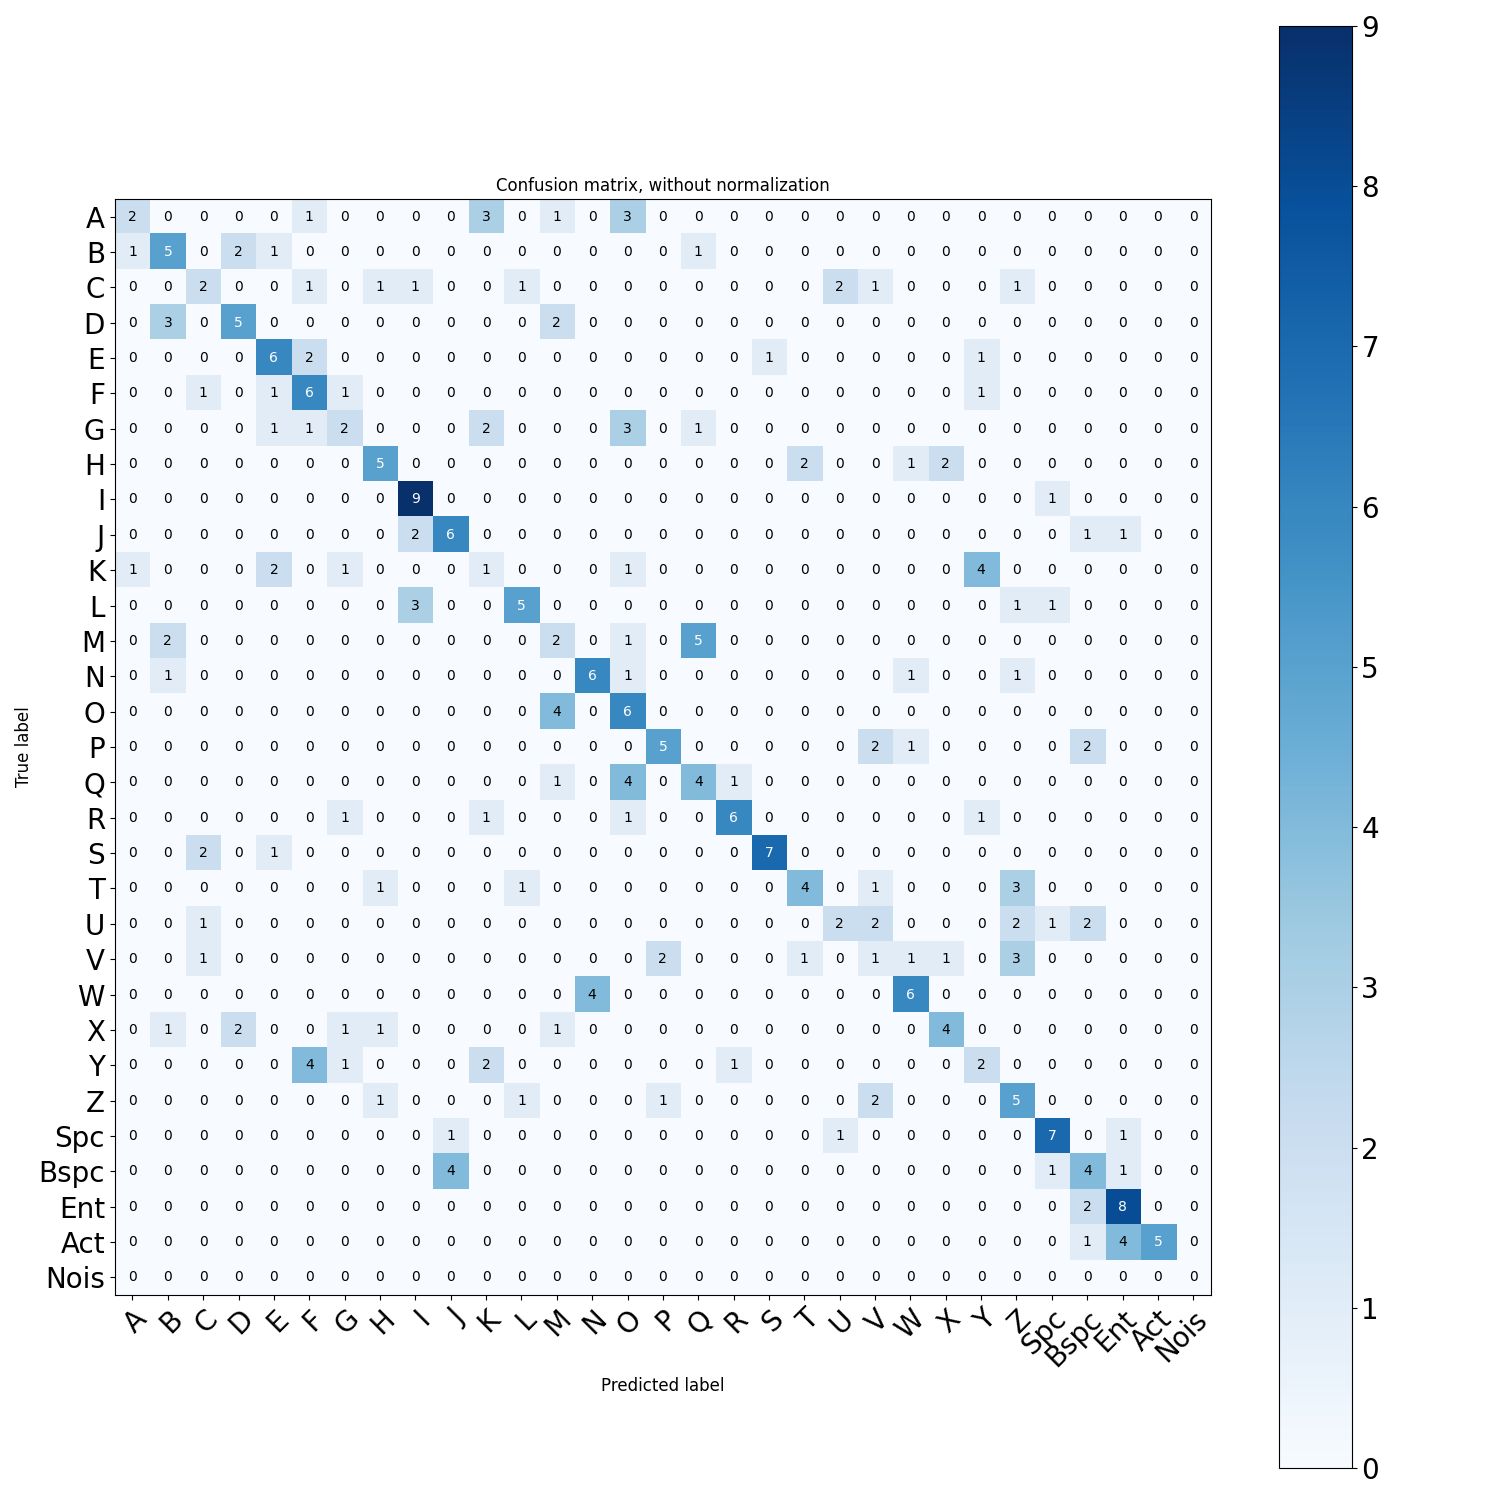 Confusion matrix, without normalization
A 2 0 0 0 0 1 0 0 0 0 3 0 1 0 3 0 0 0 0 0 0 0 0 0 0 0 0 0 0 0 0
B 1 5 0 2 1 0 0 0 0 0 0 0 0 0 0 0 1 0 0 0 0 0 0 0 0 0 0 0 0 0 0
C 0 0 2 0 0 1 0 1 1 0 0 1 0 0 0 0 0 0 0 0 2 1 0 0 0 1 0 0 0 0 0
D 0 3 0 5 0 0 0 0 0 0 0 0 2 0 0 0 0 0 0 0 0 0 0 0 0 0 0 0 0 0 0
E 0 0 0 0 6 2 0 0 0 0 0 0 0 0 0 0 0 0 1 0 0 0 0 0 1 0 0 0 0 0 0
F 0 0 1 0 1 6 1 0 0 0 0 0 0 0 0 0 0 0 0 0 0 0 0 0 1 0 0 0 0 0 0
G 0 0 0 0 1 1 2 0 0 0 2 0 0 0 3 0 1 0 0 0 0 0 0 0 0 0 0 0 0 0 0
H 0 0 0 0 0 0 0 5 0 0 0 0 0 0 0 0 0 0 0 2 0 0 1 2 0 0 0 0 0 0 0
I 0 0 0 0 0 0 0 0 9 0 0 0 0 0 0 0 0 0 0 0 0 0 0 0 0 0 1 0 0 0 0
J 0 0 0 0 0 0 0 0 2 6 0 0 0 0 0 0 0 0 0 0 0 0 0 0 0 0 0 1 1 0 0
K 1 0 0 0 2 0 1 0 0 0 1 0 0 0 1 0 0 0 0 0 0 0 0 0 4 0 0 0 0 0 0
L 0 0 0 0 0 0 0 0 3 0 0 5 0 0 0 0 0 0 0 0 0 0 0 0 0 1 1 0 0 0 0
M 0 2 0 0 0 0 0 0 0 0 0 0 2 0 1 0 5 0 0 0 0 0 0 0 0 0 0 0 0 0 0
N 0 1 0 0 0 0 0 0 0 0 0 0 0 6 1 0 0 0 0 0 0 0 1 0 0 1 0 0 0 0 0
O 0 0 0 0 0 0 0 0 0 0 0 0 4 0 6 0 0 0 0 0 0 0 0 0 0 0 0 0 0 0 0
P 0 0 0 0 0 0 0 0 0 0 0 0 0 0 0 5 0 0 0 0 0 2 1 0 0 0 0 2 0 0 0
Q 0 0 0 0 0 0 0 0 0 0 0 0 1 0 4 0 4 1 0 0 0 0 0 0 0 0 0 0 0 0 0
R 0 0 0 0 0 0 1 0 0 0 1 0 0 0 1 0 0 6 0 0 0 0 0 0 1 0 0 0 0 0 0
S 0 0 2 0 1 0 0 0 0 0 0 0 0 0 0 0 0 0 7 0 0 0 0 0 0 0 0 0 0 0 0
T 0 0 0 0 0 0 0 1 0 0 0 1 0 0 0 0 0 0 0 4 0 1 0 0 0 3 0 0 0 0 0
U 0 0 1 0 0 0 0 0 0 0 0 0 0 0 0 0 0 0 0 0 2 2 0 0 0 2 1 2 0 0 0
V 0 0 1 0 0 0 0 0 0 0 0 0 0 0 0 2 0 0 0 1 0 1 1 1 0 3 0 0 0 0 0
W 0 0 0 0 0 0 0 0 0 0 0 0 0 4 0 0 0 0 0 0 0 0 6 0 0 0 0 0 0 0 0
X 0 1 0 2 0 0 1 1 0 0 0 0 1 0 0 0 0 0 0 0 0 0 0 4 0 0 0 0 0 0 0
Y 0 0 0 0 0 4 1 0 0 0 2 0 0 0 0 0 0 1 0 0 0 0 0 0 2 0 0 0 0 0 0
Z 0 0 0 0 0 0 0 1 0 0 0 1 0 0 0 1 0 0 0 0 0 2 0 0 0 5 0 0 0 0 0
Spc 0 0 0 0 0 0 0 0 0 1 0 0 0 0 0 0 0 0 0 0 1 0 0 0 0 0 7 0 1 0 0
Bspc 0 0 0 0 0 0 0 0 0 4 0 0 0 0 0 0 0 0 0 0 0 0 0 0 0 0 1 4 1 0 0
Ent 0 0 0 0 0 0 0 0 0 0 0 0 0 0 0 0 0 0 0 0 0 0 0 0 0 0 0 2 8 0 0
Act 0 0 0 0 0 0 0 0 0 0 0 0 0 0 0 0 0 0 0 0 0 0 0 0 0 0 0 1 4 5 0
Nois 0 0 0 0 0 0 0 0 0 0 0 0 0 0 0 0 0 0 0 0 0 0 0 0 0 0 0 0 0 0 0
A B C D E F G H I J K L M N O P Q R S T U V W X Y Z Spc Bspc Ent Act Nois
Predicted label
True label
9
8
7
6
5
4
3
2
1
0